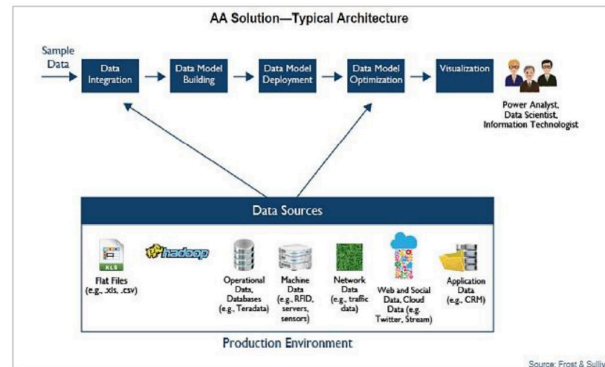 AA Solution—Typical Architecture
Sample
Data
Data
Integration
Data Model
Building
Data Model
Deployment
Data Model
Optimization
Visualization
Power Analyst,
Data Scientist,
Information Technologist
Data Sources
XLS
Flat Files
(e.g., .xls, .csv)
hadoop
Operational
Data,
Databases
(e.g., Teradata)
Machine
Data
(e.g., RFID,
servers,
sensors)
Network
Data
(e.g., traffic
data)
Web and Social
Data, Cloud
Data (e.g.
Twitter, Stream)
Application
Data
(e.g., CRM)
Production Environment
Source: Frost & Sulliv